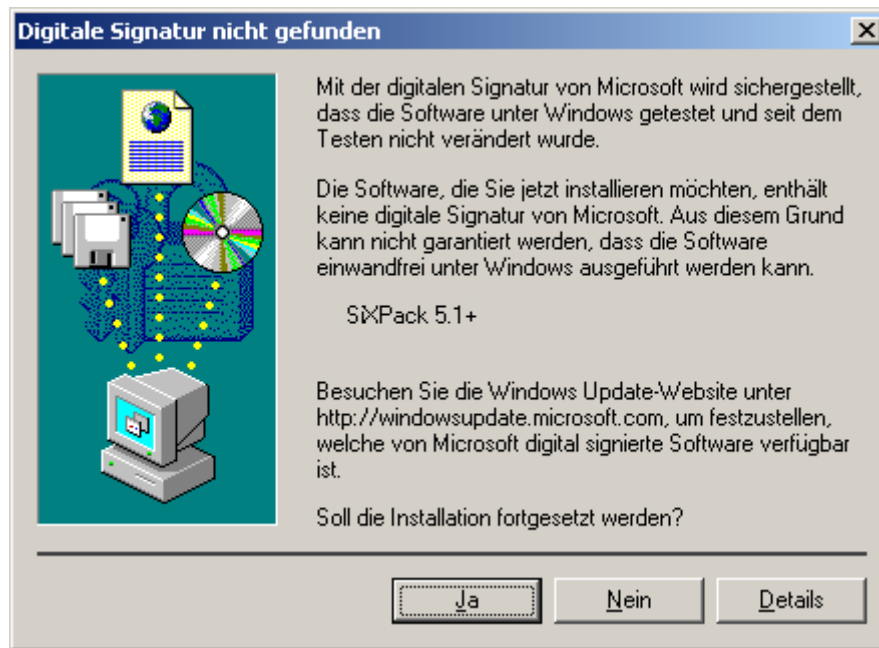 Digitale Signatur nicht gefunden
Mit der digitalen Signatur von Microsoft wird sichergestellt,
dass die Software unter Windows getestet und seit dem
Testen nicht verändert wurde.
Die Software, die Sie jetzt installieren möchten, enthält
keine digitale Signatur von Microsoft. Aus diesem Grund
kann nicht garantiert werden, dass die Software
einwandfrei unter Windows ausgeführt werden kann.
SiXPack 5.1+
Besuchen Sie die Windows Update-Website unter
http://windowsupdate.microsoft.com, um festzustellen,
welche von Microsoft digital signierte Software verfügbar
ist.
Soll die Installation fortgesetzt werden?
Ja Nein Details